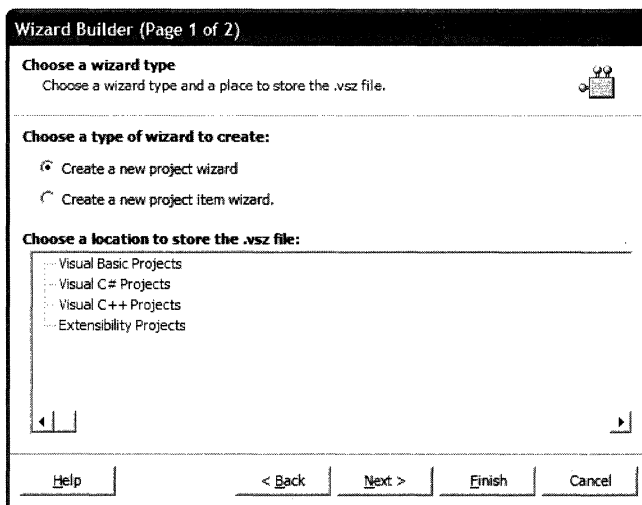 Wizard Builder (Page 1 of 2)
Choose a wizard type
Choose a wizard type and a place to store the .vsz file.
Choose a type of wizard to create:
Create a new project wizard
Create a new project item wizard.
Choose a location to store the .vsz file:
Visual Basic Projects
Visual C# Projects
Visual C++ Projects
Extensibility Projects
Help
< Back
Next >
Finish
Cancel